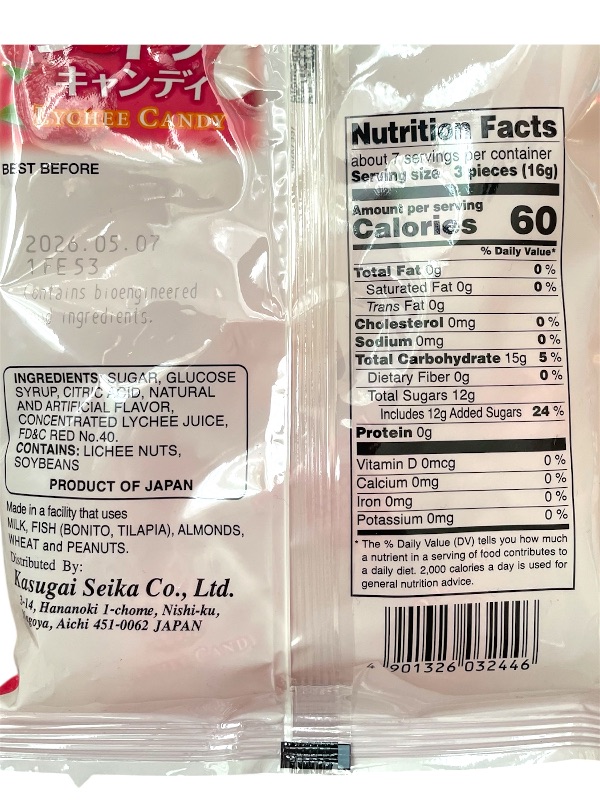 キャンディ
LYCHEE CANDY
BEST BEFORE
2026.05.07
1FE53
Contains bioengineered
ingredients.
INGREDIENTS: SUGAR, GLUCOSE
SYRUP, CITRIC ACID, NATURAL
AND ARTIFICIAL FLAVOR,
CONCENTRATED LYCHEE JUICE,
FD&C RED No.40.
CONTAINS: LICHEE NUTS,
SOYBEANS
PRODUCT OF JAPAN
Made in a facility that uses
MILK, FISH (BONITO, TILAPIA), ALMONDS,
WHEAT and PEANUTS.
Distributed By:
Kasugai Seika Co., Ltd.
3-14, Hananoki 1-chome, Nishi-ku,
Nagoya, Aichi 451-0062 JAPAN
Nutrition Facts
about 7 servings per container
Serving size 3 pieces (16g)
Amount per serving
Calories 60
% Daily Value*
Total Fat 0g 0 %
Saturated Fat 0g 0 %
Trans Fat 0g
Cholesterol 0mg 0 %
Sodium 0mg 0 %
Total Carbohydrate 15g 5 %
Dietary Fiber 0g 0 %
Total Sugars 12g
Includes 12g Added Sugars 24 %
Protein 0g
Vitamin D 0mcg 0 %
Calcium 0mg 0 %
Iron 0mg 0 %
Potassium 0mg 0 %
* The % Daily Value (DV) tells you how much
a nutrient in a serving of food contributes to
a daily diet. 2,000 calories a day is used for
general nutrition advice.
4 901326 032446